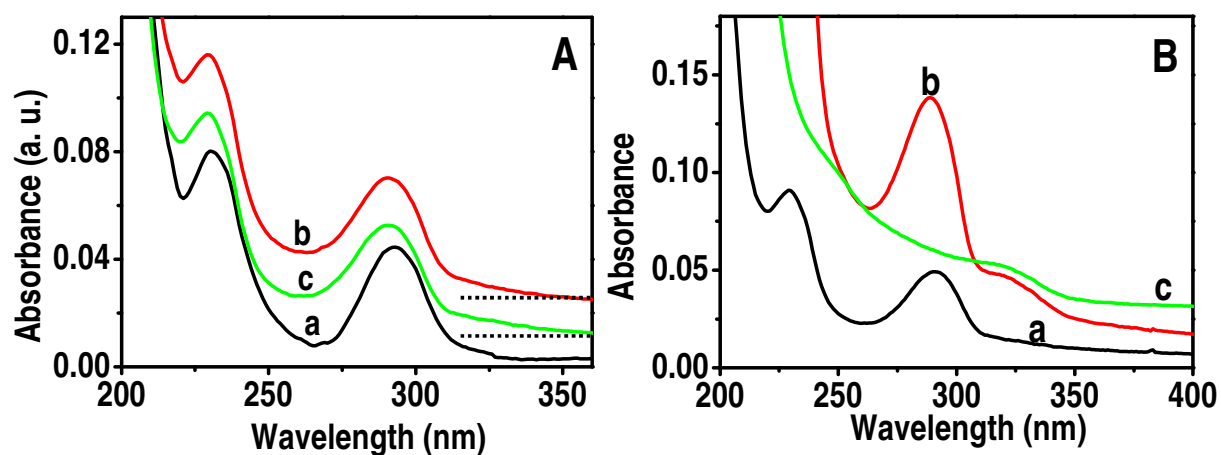 A
Absorbance (a. u.)
0.12
0.08
0.04
0.00
b
c
a
200
250
300
350
Wavelength (nm)
B
Absorbance
0.15
0.10
0.05
0.00
b
c
a
200
250
300
350
400
Wavelength (nm)